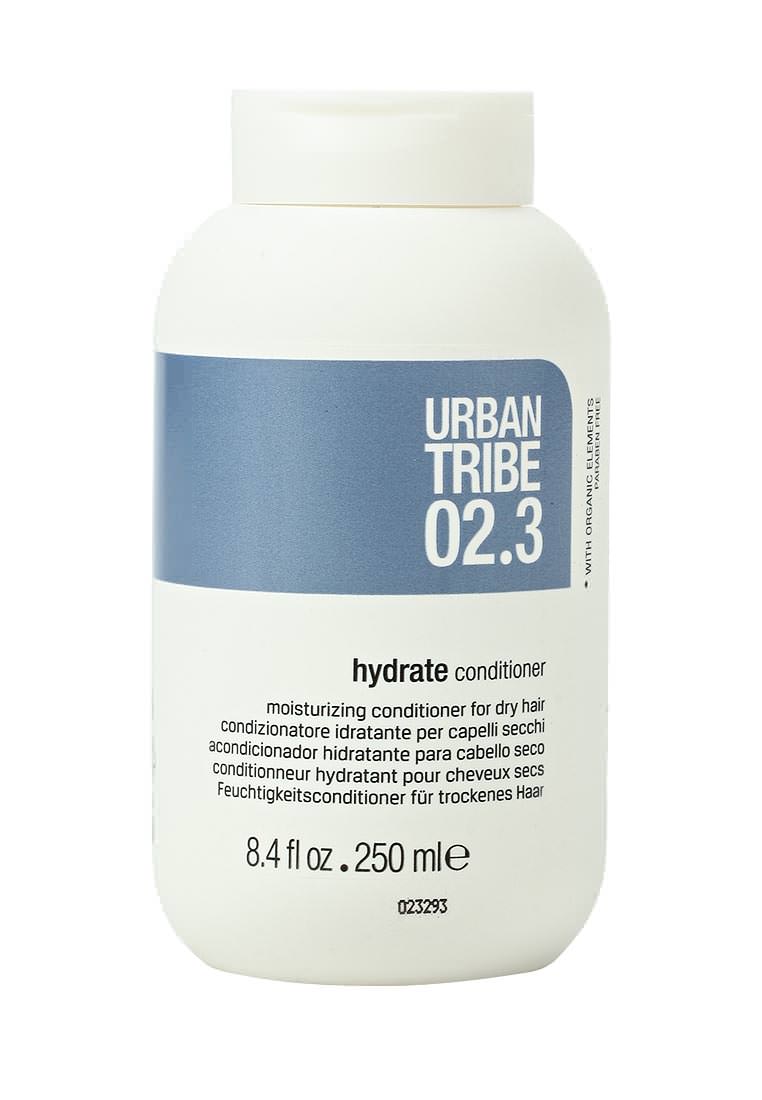 URBAN
TRIBE
02.3
* WITH ORGANIC ELEMENTS
PARABEN FREE
hydrate conditioner
moisturizing conditioner for dry hair
condizionatore idratante per capelli secchi
acondicionador hidratante para cabello seco
conditionneur hydratant pour cheveux secs
Feuchtigkeitsconditioner für trockenes Haar
8.4 fl oz . 250 ml e
023293